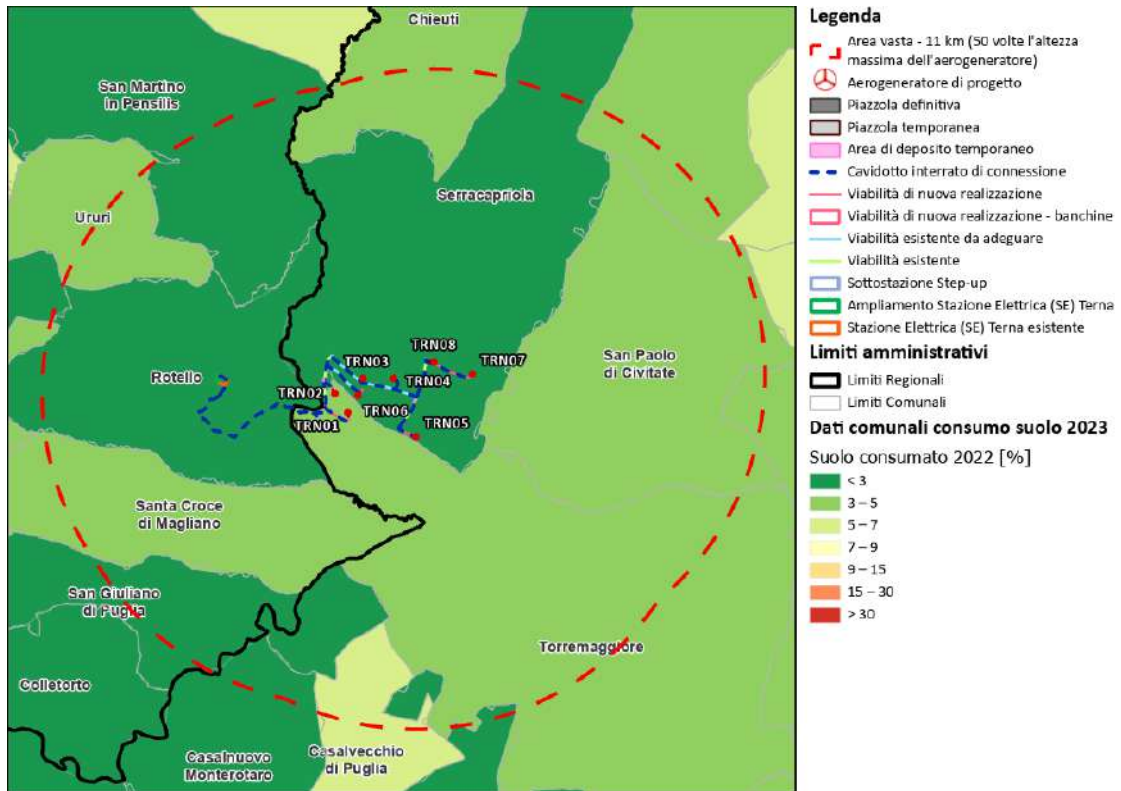 Chieuti
San Martino
in Pensilis
Serracapriola
Ururi
TRN08
TRN03
TRN07
TRN04
San Paolo
di Civitate
Rotello
TRN02
TRN06
TRN01
TRN05
Santa Croce
di Magliano
San Giuliano
di Puglia
Torremaggiore
Colletorto
Casalnuovo
Monterotaro
Casalvecchio
di Puglia
Legenda
Area vasta - 11 km (50 volte l'altezza
massima dell'aerogeneratore)
Aerogeneratore di progetto
Piazzola definitiva
Piazzola temporanea
Area di deposito temporaneo
Cavidotto interrato di connessione
Viabilità di nuova realizzazione
Viabilità di nuova realizzazione - banchine
Viabilità esistente da adeguare
Viabilità esistente
Sottostazione Step-up
Ampliamento Stazione Elettrica (SE) Terna
Stazione Elettrica (SE) Terna esistente
Limiti amministrativi
Limiti Regionali
Limiti Comunali
Dati comunali consumo suolo 2023
Suolo consumato 2022 [%]
< 3
3 – 5
5 – 7
7 – 9
9 – 15
15 – 30
> 30